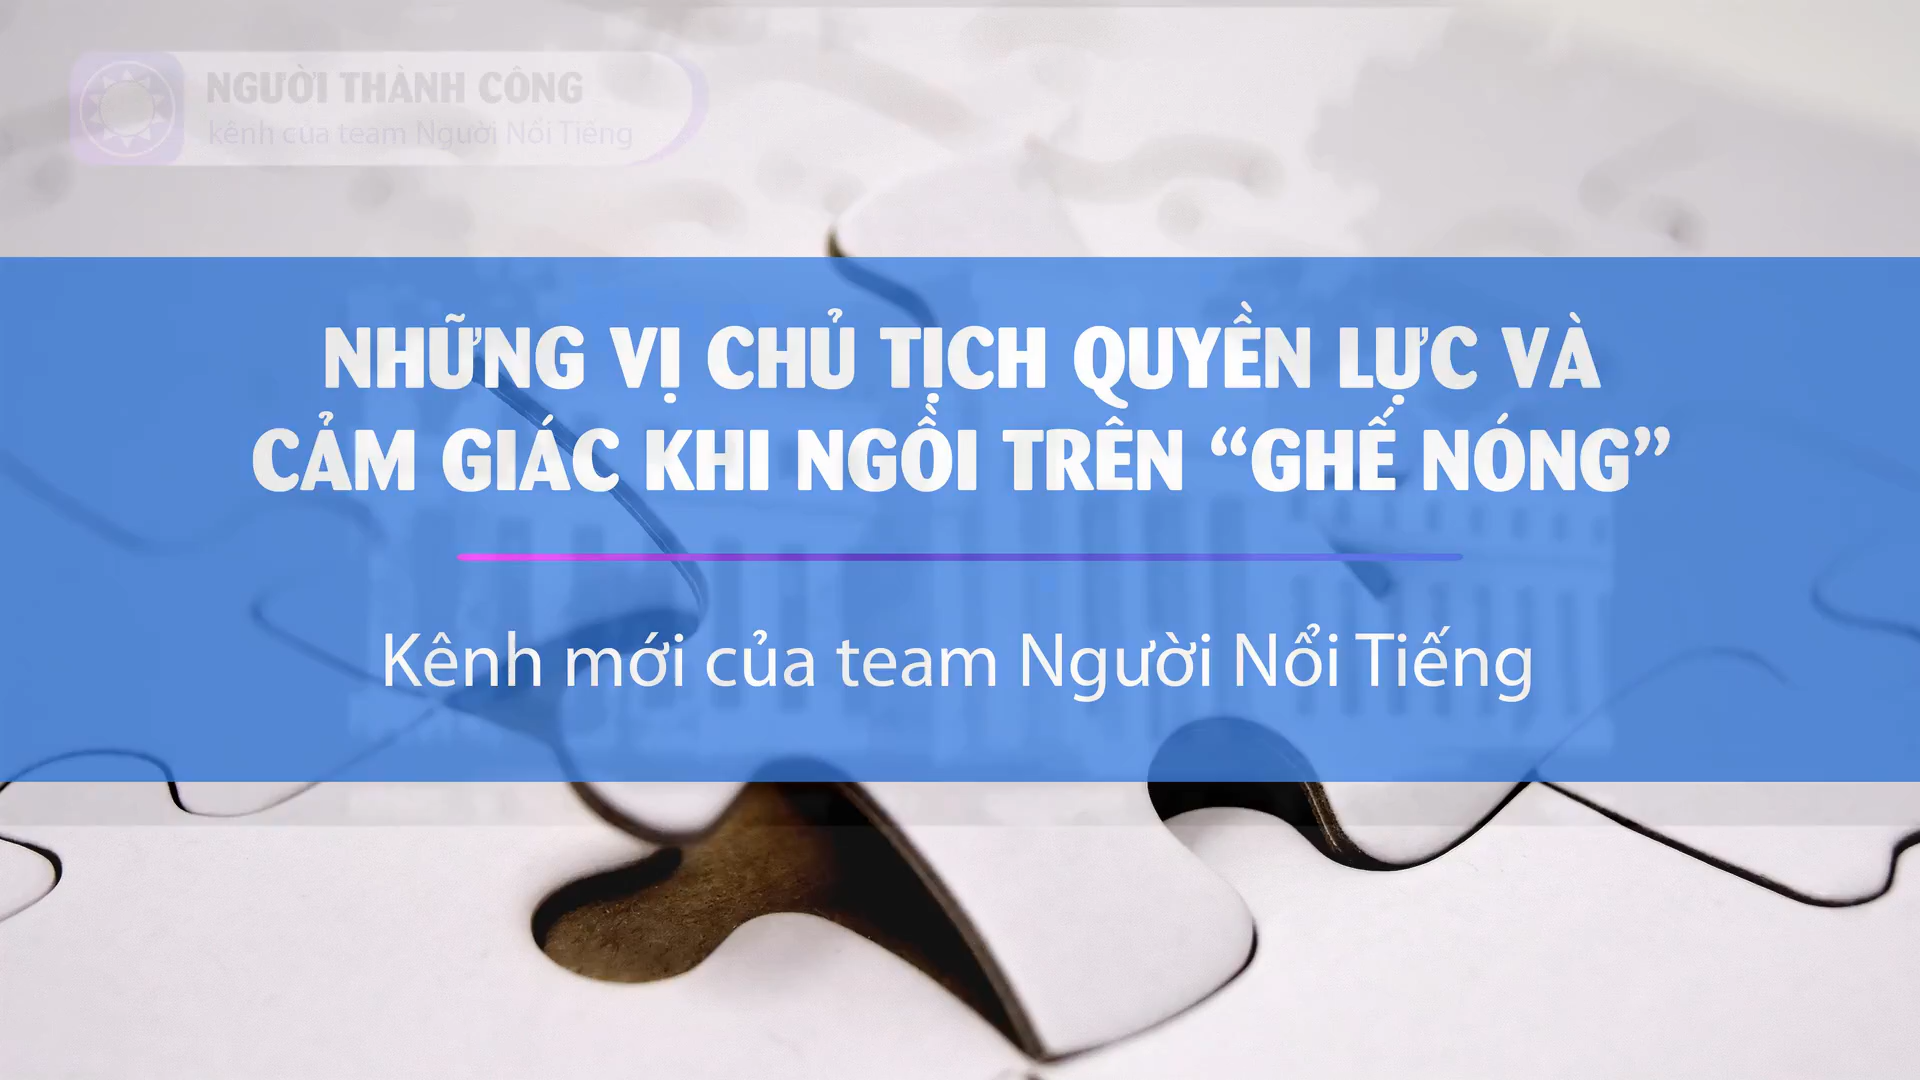 NGƯỜI THÀNH CÔNG
kênh của team Người Nổi Tiếng
NHỮNG VỊ CHỦ TỊCH QUYỀN LỰC VÀ
CẢM GIÁC KHI NGỒI TRÊN “GHẾ NÓNG”
Kênh mới của team Người Nổi Tiếng